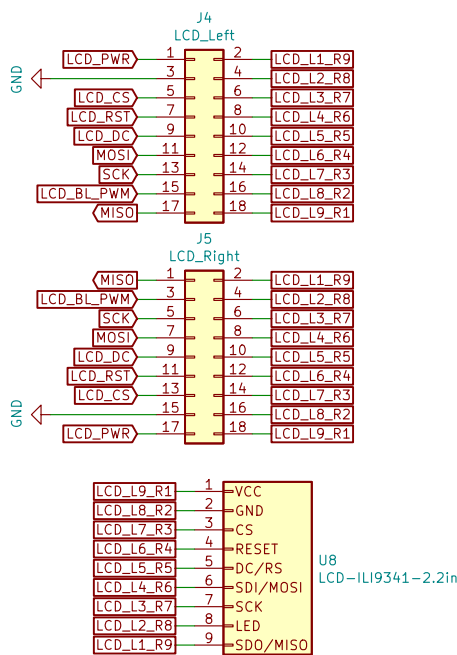 J4
LCD_Left
LCD_PWR 1 2 LCD_L1_R9
GND 3 4 LCD_L2_R8
LCD_CS 5 6 LCD_L3_R7
LCD_RST 7 8 LCD_L4_R6
LCD_DC 9 10 LCD_L5_R5
MOSI 11 12 LCD_L6_R4
SCK 13 14 LCD_L7_R3
LCD_BL_PWM 15 16 LCD_L8_R2
MISO 17 18 LCD_L9_R1
J5
LCD_Right
MISO 1 2 LCD_L1_R9
LCD_BL_PWM 3 4 LCD_L2_R8
SCK 5 6 LCD_L3_R7
MOSI 7 8 LCD_L4_R6
LCD_DC 9 10 LCD_L5_R5
LCD_RST 11 12 LCD_L6_R4
LCD_CS 13 14 LCD_L7_R3
GND 15 16 LCD_L8_R2
LCD_PWR 17 18 LCD_L9_R1
LCD_L9_R1 1 VCC
LCD_L8_R2 2 GND
LCD_L7_R3 3 CS
LCD_L6_R4 4 RESET
LCD_L5_R5 5 DC/RS
LCD_L4_R6 6 SDI/MOSI
LCD_L3_R7 7 SCK
LCD_L2_R8 8 LED
LCD_L1_R9 9 SDO/MISO
U8
LCD-ILI9341-2.2in